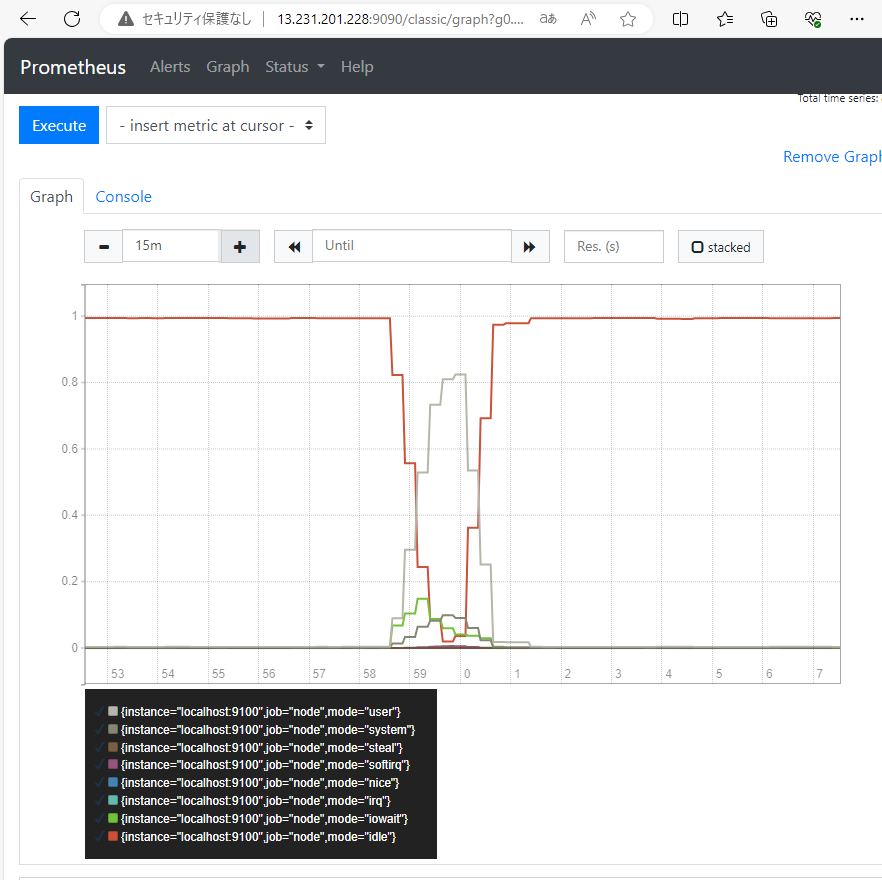 セキュリティ保護なし 13.231.201.228:9090/classic/graph?g0.... aあ A
Prometheus Alerts Graph Status Help
Total time series:
Execute - insert metric at cursor -
Remove Graph
Graph Console
15m Until Res. (s) stacked
1
0.8
0.6
0.4
0.2
0
53 54 55 56 57 58 59 0 1 2 3 4 5 6 7
{instance="localhost:9100",job="node",mode="user"}
{instance="localhost:9100",job="node",mode="system"}
{instance="localhost:9100",job="node",mode="steal"}
{instance="localhost:9100",job="node",mode="softirq"}
{instance="localhost:9100",job="node",mode="nice"}
{instance="localhost:9100",job="node",mode="irq"}
{instance="localhost:9100",job="node",mode="iowait"}
{instance="localhost:9100",job="node",mode="idle"}